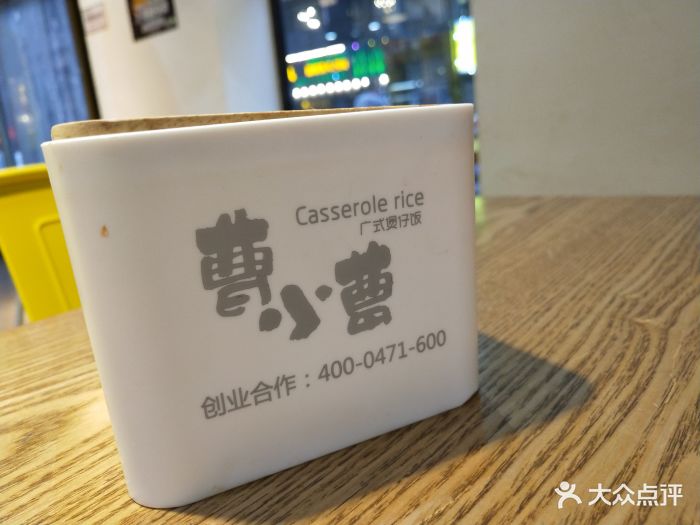 Casserole rice
广式煲仔饭
曹小曹
创业合作：400-0471-600
大众点评